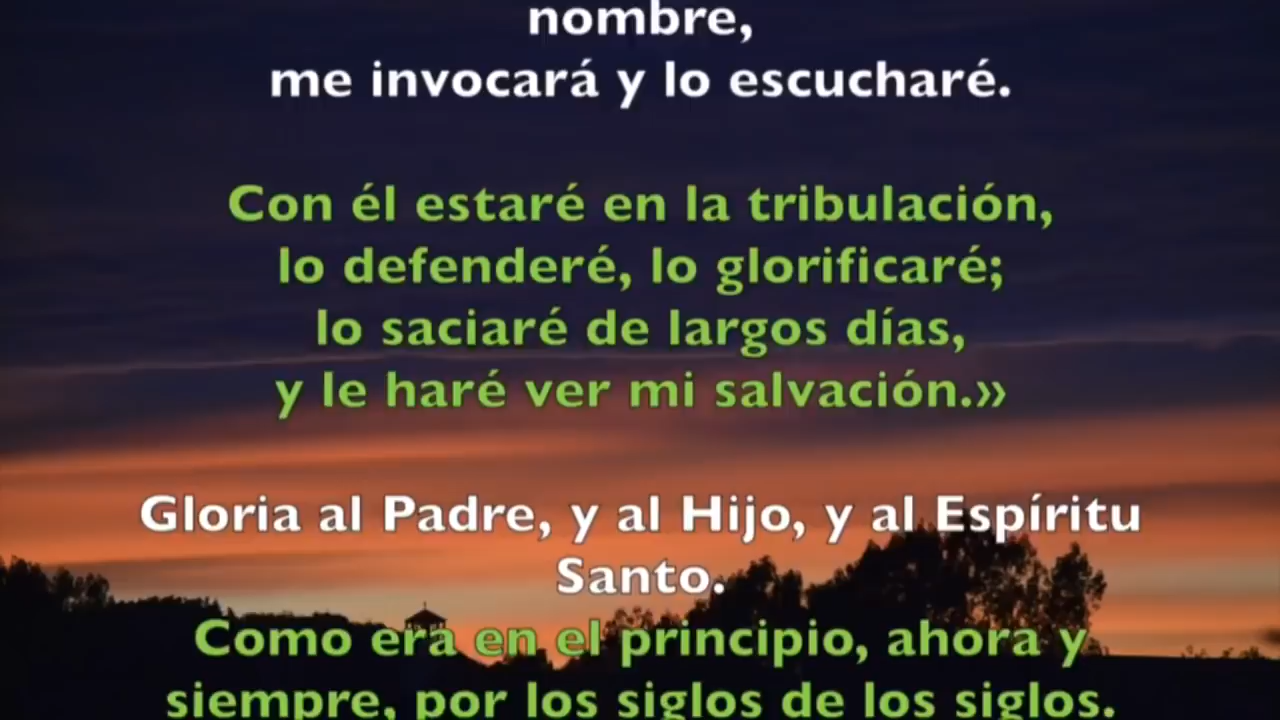 nombre,
me invocará y lo escucharé.
Con él estaré en la tribulación,
lo defenderé, lo glorificaré;
lo saciaré de largos días,
y le haré ver mi salvación.»
Gloria al Padre, y al Hijo, y al Espíritu
Santo.
Como era en el principio, ahora y
siempre, por los siglos de los siglos.